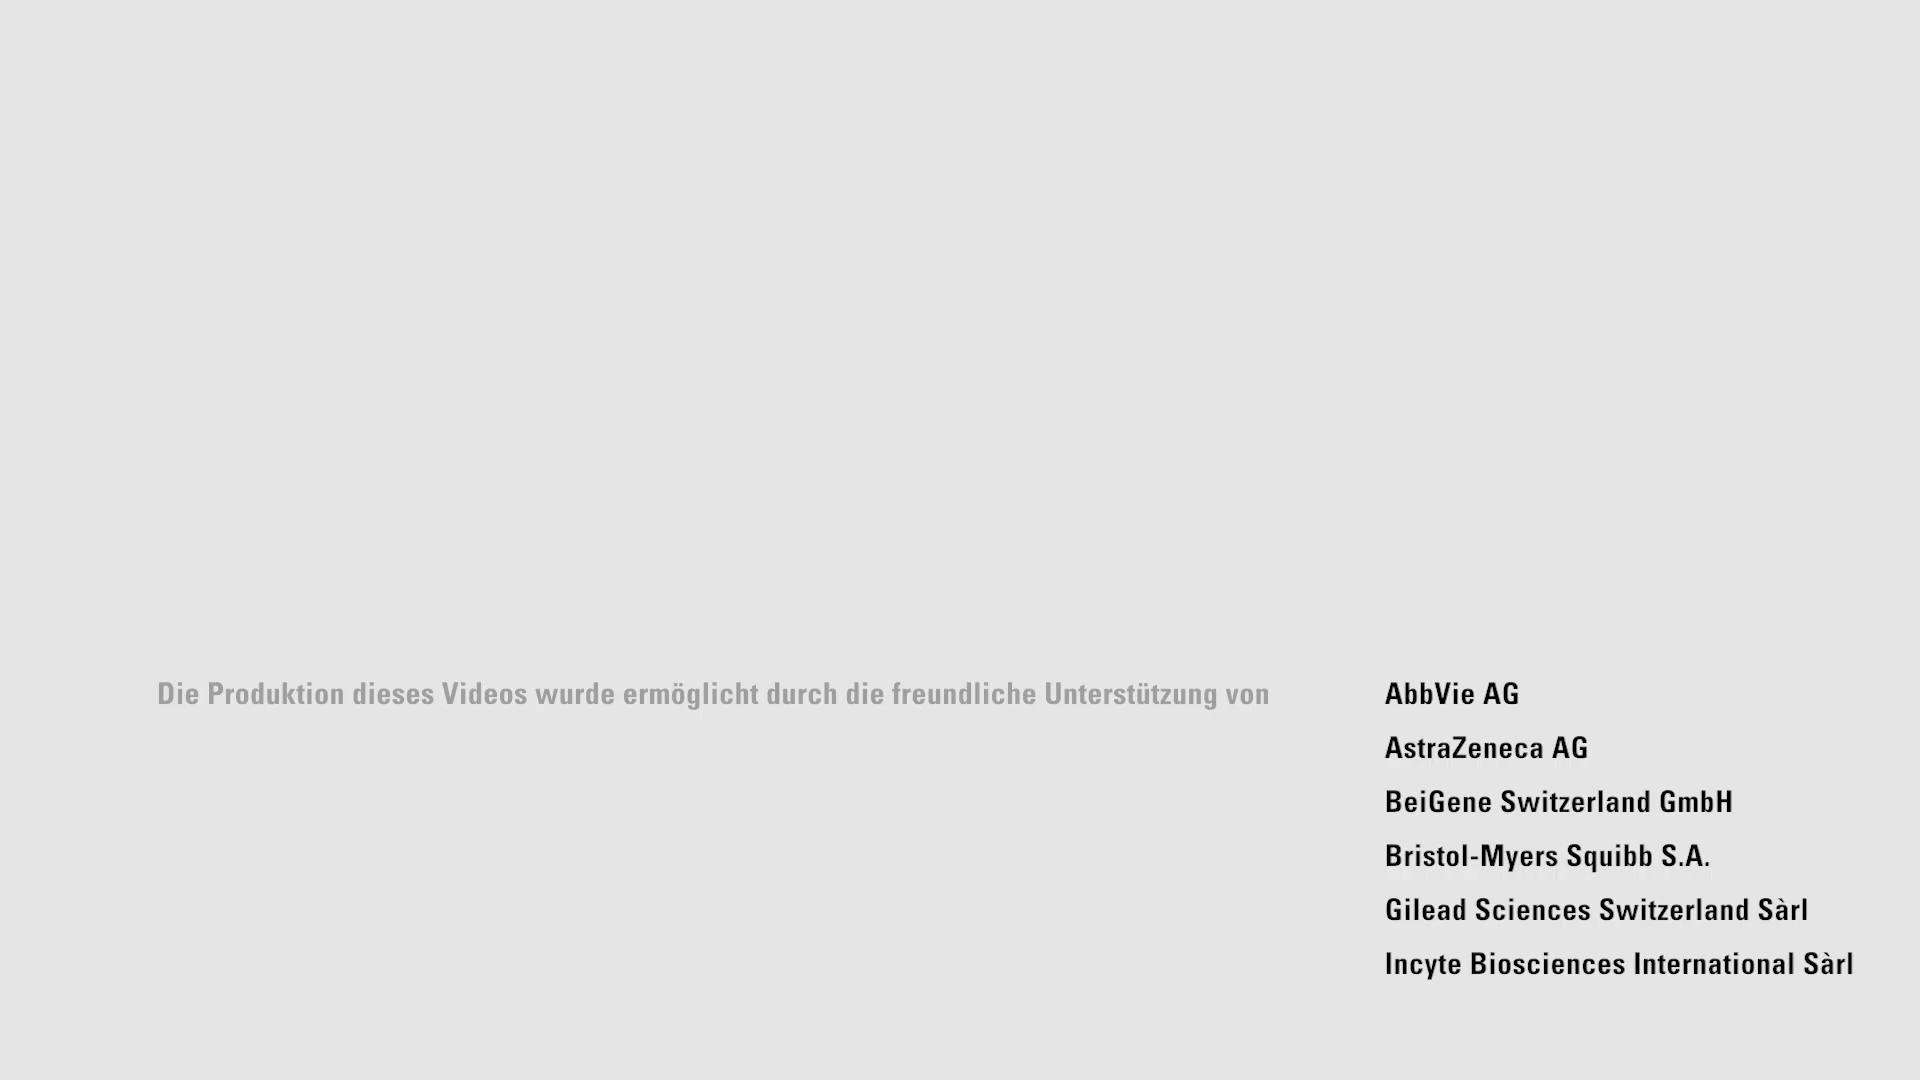 Die Produktion dieses Videos wurde ermöglicht durch die freundliche Unterstützung von
AbbVie AG
AstraZeneca AG
BeiGene Switzerland GmbH
Bristol-Myers Squibb S.A.
Gilead Sciences Switzerland Sàrl
Incyte Biosciences International Sàrl